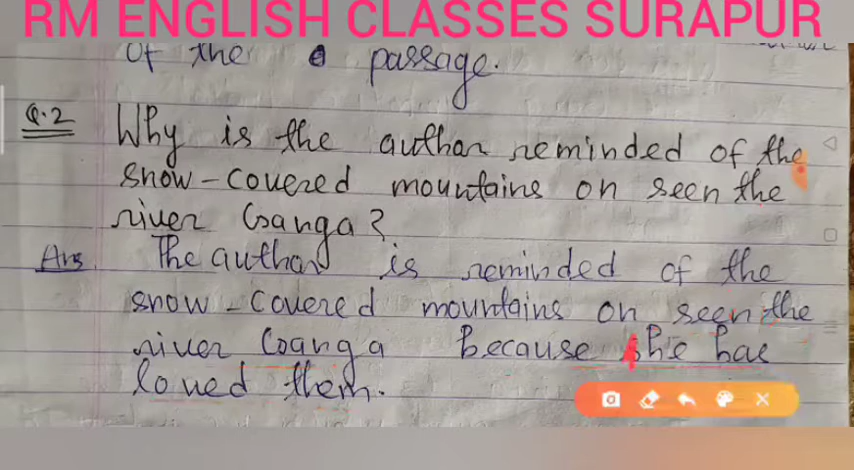 RM ENGLISH CLASSES SURAPUR
of the passage.
Q.2 Why is the author reminded of the
snow-covered mountains on seen the
river Ganga?
Ans The author is reminded of the
snow-covered mountains on seen the
river Ganga because he has
loved them.